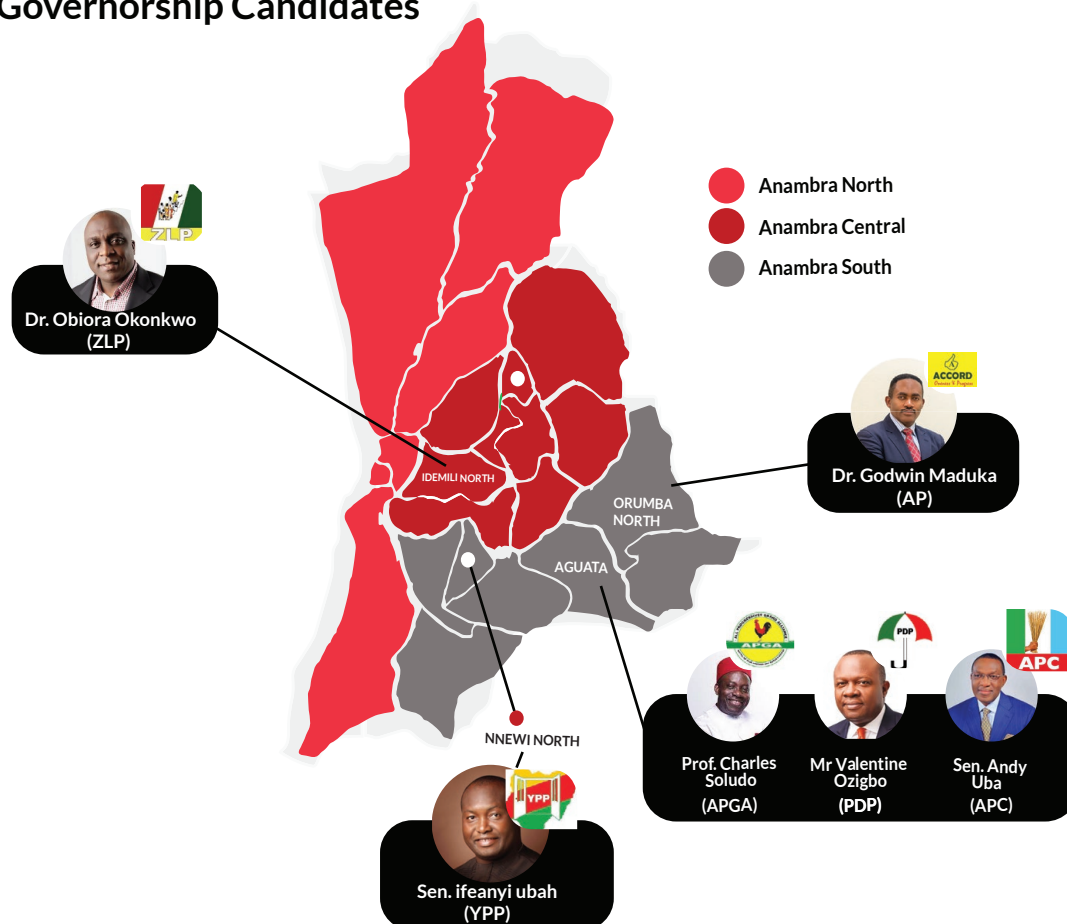 Governorship Candidates
Anambra North
Anambra Central
Anambra South
ZLP
Dr. Obiora Okonkwo
(ZLP)
ACCORD
Dr. Godwin Maduka
(AP)
IDEMILI NORTH
ORUMBA
NORTH
AGUATA
APGA
PDP
APC
Prof. Charles
Soludo
(APGA)
Mr Valentine
Ozigbo
(PDP)
Sen. Andy
Uba
(APC)
NNEWI NORTH
YPP
Sen. ifeanyi ubah
(YPP)